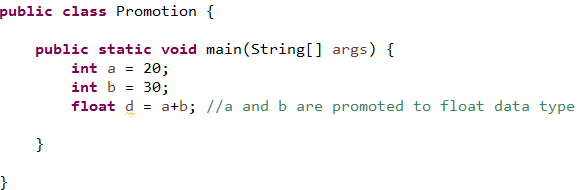 public class Promotion {
public static void main(String[] args) {
int a = 20;
int b = 30;
float d = a+b; //a and b are promoted to float data type
}
}